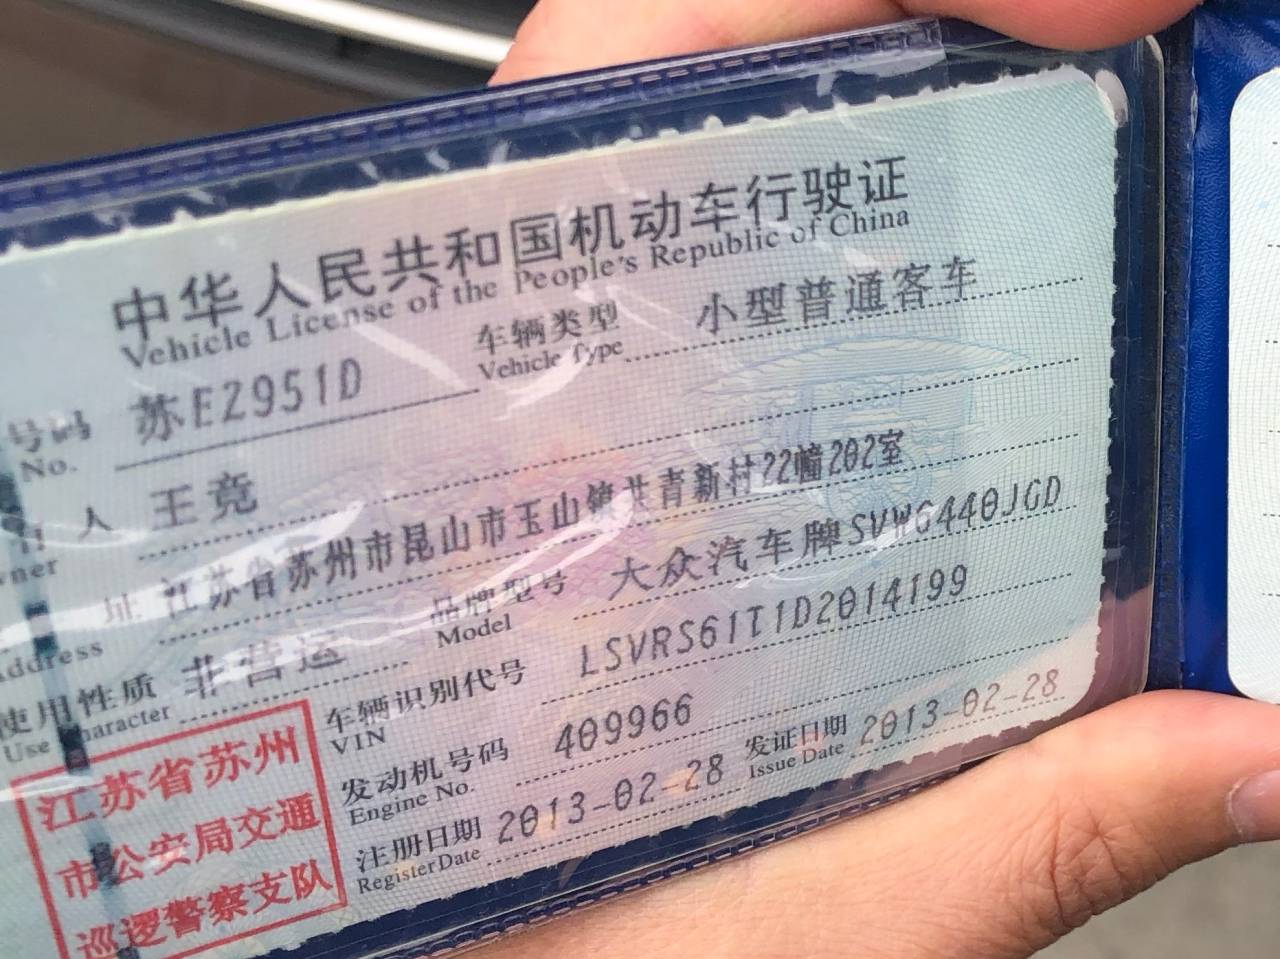 中华人民共和国机动车行驶证
Vehicle License of the People's Republic of China
号码 苏E2951D 车辆类型 小型普通客车
No. Vehicle Type
人 王竞
wner
址 江苏省苏州市昆山市玉山镇共青新村22幢202室
Address
使用性质 非营运 品牌型号 大众汽车牌SVW6440JGD
Use Character Model
车辆识别代号 LSVRS61T1D2014199
VIN
发动机号码 409966
Engine No.
注册日期 2013-02-28 发证日期 2013-02-28
Register Date Issue Date
江苏省苏州
市公安局交通
巡逻警察支队